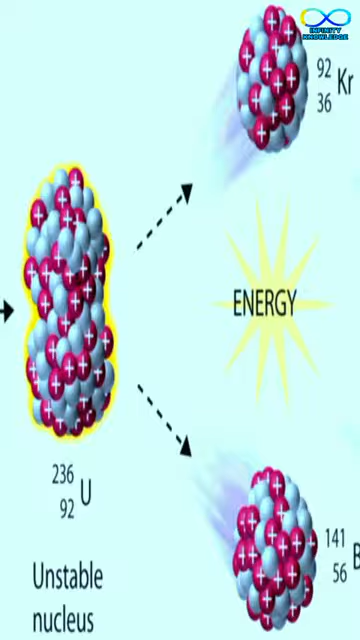 INFINITY
KNOWLEDGE
92
36 Kr
ENERGY
236
92 U
141
56 B
Unstable
nucleus